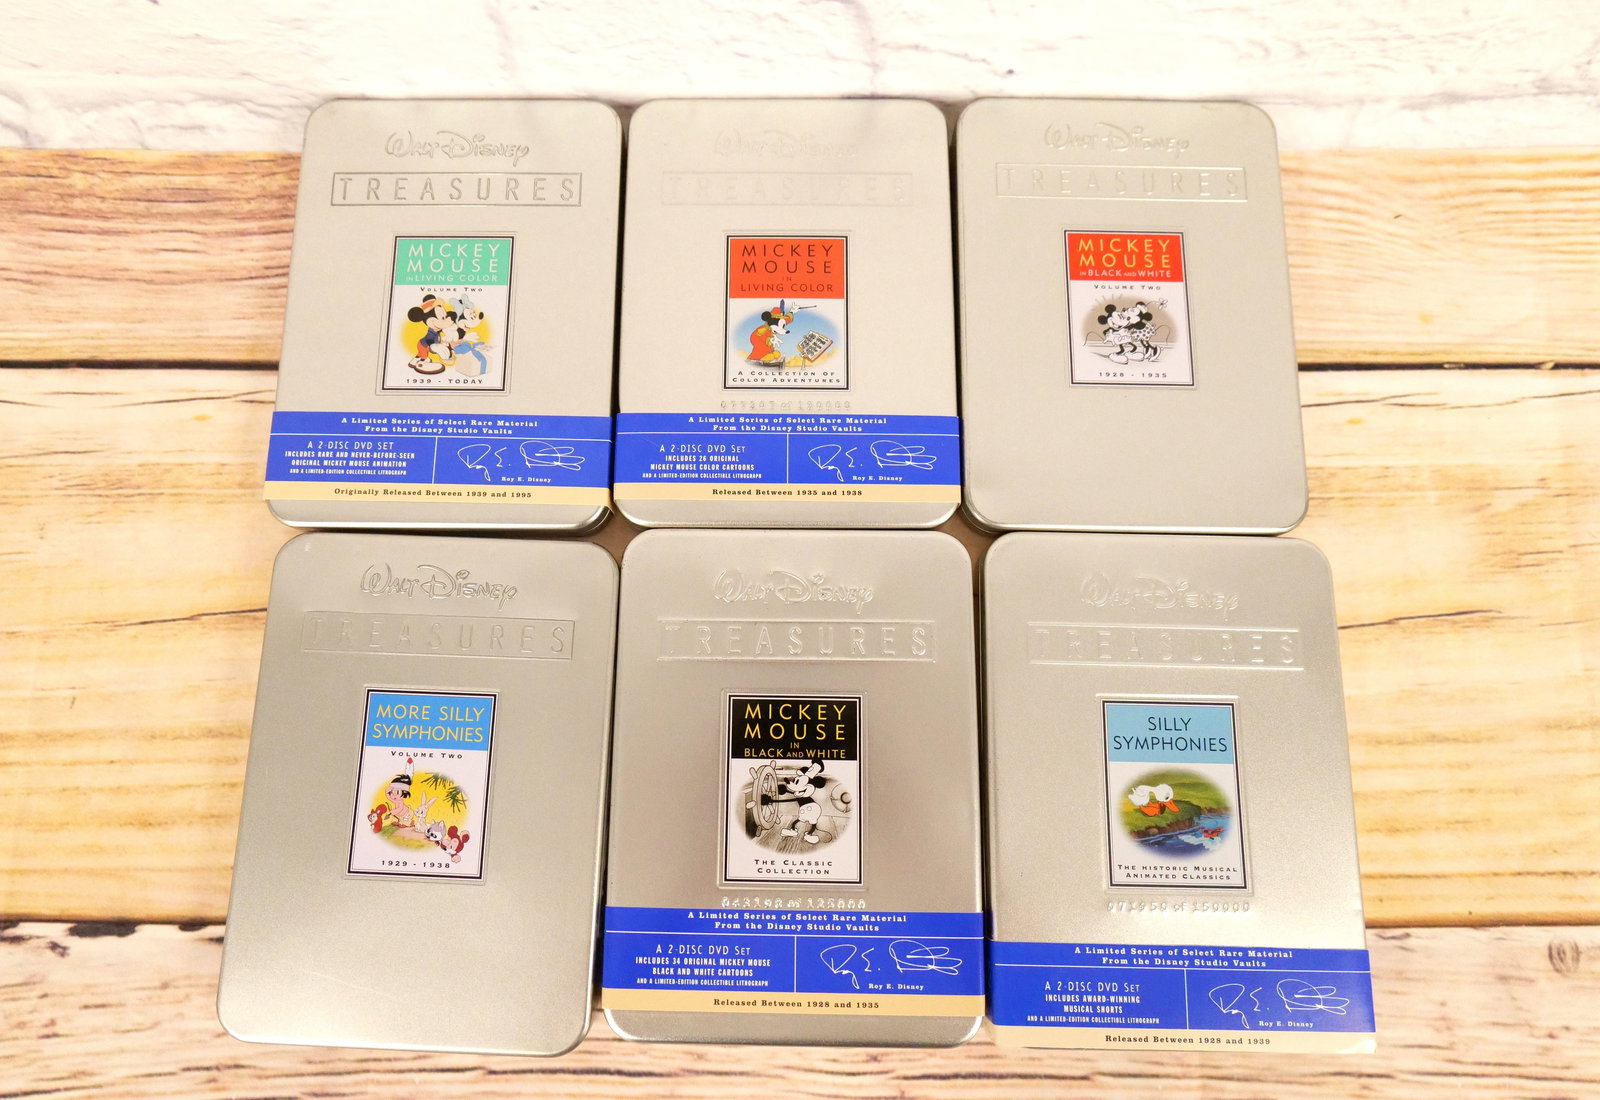 WALT DISNEY
TREASURES
MICKEY
MOUSE
IN LIVING COLOR
VOLUME TWO
1939 - TODAY
A Limited Series of Select Rare Material
From the Disney Studio Vaults
A 2-DISC DVD SET
INCLUDES RARE AND NEVER-BEFORE-SEEN
ORIGINAL MICKEY MOUSE ANIMATION
AND A LIMITED-EDITION COLLECTIBLE LITHOGRAPH
Roy E. Disney
Roy E. Disney
Originally Released Between 1939 and 1995
WALT DISNEY
TREASURES
MICKEY
MOUSE
IN
LIVING COLOR
A COLLECTION OF
COLOR ADVENTURES
A Limited Series of Select Rare Material
From the Disney Studio Vaults
A 2-DISC DVD SET
INCLUDES 26 ORIGINAL
MICKEY MOUSE COLOR CARTOONS
AND A LIMITED-EDITION COLLECTIBLE LITHOGRAPH
Roy E. Disney
Roy E. Disney
Released Between 1935 and 1938
WALT DISNEY
TREASURES
MICKEY
MOUSE
IN BLACK AND WHITE
VOLUME TWO
1928 - 1935
WALT DISNEY
TREASURES
MORE SILLY
SYMPHONIES
VOLUME TWO
1929 - 1938
WALT DISNEY
TREASURES
MICKEY
MOUSE
IN
BLACK AND WHITE
THE CLASSIC
COLLECTION
A Limited Series of Select Rare Material
From the Disney Studio Vaults
A 2-DISC DVD SET
INCLUDES 34 ORIGINAL MICKEY MOUSE
BLACK AND WHITE CARTOONS
AND A LIMITED-EDITION COLLECTIBLE LITHOGRAPH
Roy E. Disney
Roy E. Disney
Released Between 1928 and 1935
WALT DISNEY
TREASURES
SILLY
SYMPHONIES
THE HISTORIC MUSICAL
ANIMATED CLASSICS
071959 of 150000
A Limited Series of Select Rare Material
From the Disney Studio Vaults
A 2-DISC DVD SET
INCLUDES AWARD-WINNING
MUSICAL SHORTS
AND A LIMITED-EDITION COLLECTIBLE LITHOGRAPH
Roy E. Disney
Roy E. Disney
Released Between 1928 and 1939